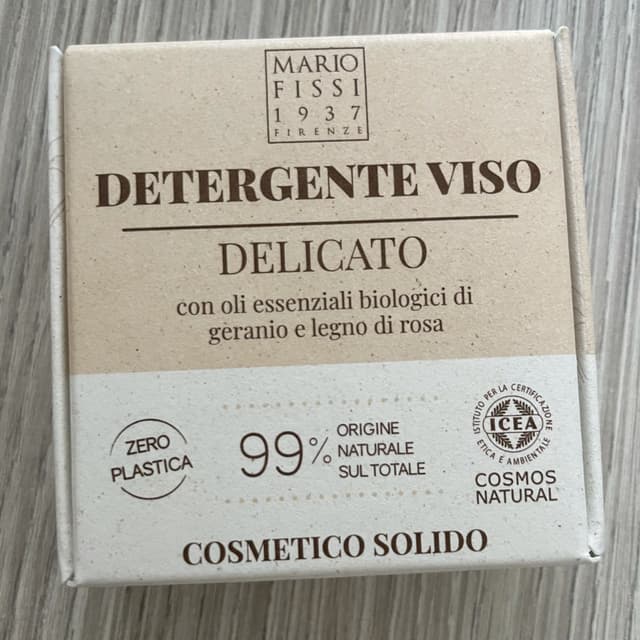 MARIO
FISSI
1937
FIRENZE
DETERGENTE VISO
DELICATO
con oli essenziali biologici di
geranio e legno di rosa
ZERO
PLASTICA
99%
ORIGINE
NATURALE
SUL TOTALE
ISTITUTO PER LA CERTIFICAZIONE
ETICA E AMBIENTALE
ICEA
COSMOS
NATURAL
COSMETICO SOLIDO